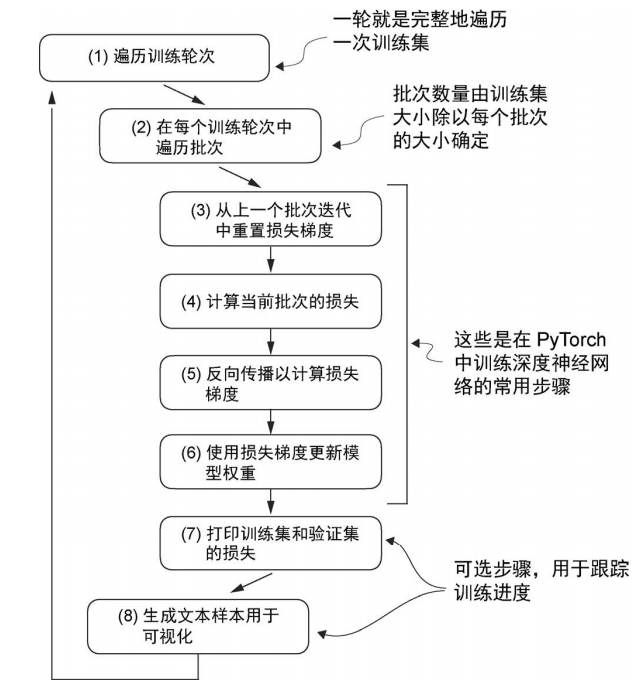 一轮就是完整地遍历
一次训练集
(1) 遍历训练轮次
批次数量由训练集
大小除以每个批次
的大小确定
(2) 在每个训练轮次中
遍历批次
(3) 从上一个批次迭代
中重置损失梯度
(4) 计算当前批次的损失
这些是在 PyTorch
中训练深度神经网
络的常用步骤
(5) 反向传播以计算损失
梯度
(6) 使用损失梯度更新模
型权重
(7) 打印训练集和验证集
的损失
可选步骤，用于跟踪
训练进度
(8) 生成文本样本用于
可视化